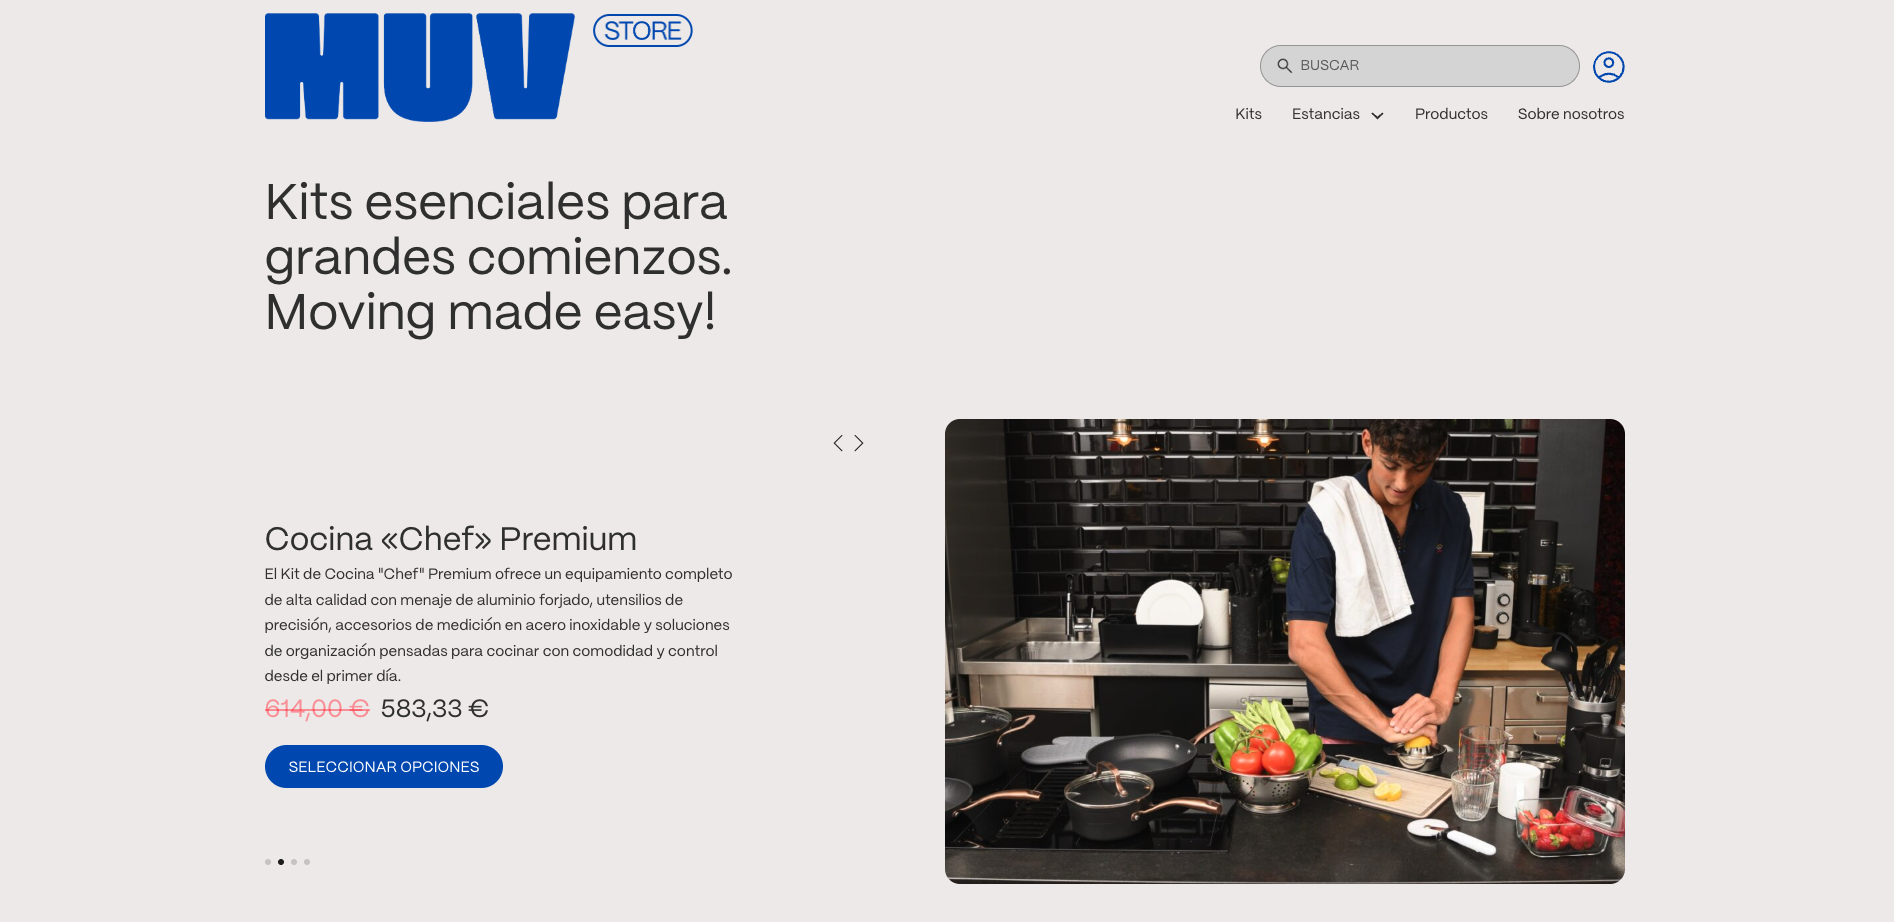 MUV STORE
BUSCAR
Kits Estancias Productos Sobre nosotros
Kits esenciales para
grandes comienzos.
Moving made easy!
Cocina «Chef» Premium
El Kit de Cocina "Chef" Premium ofrece un equipamiento completo
de alta calidad con menaje de aluminio forjado, utensilios de
precisión, accesorios de medición en acero inoxidable y soluciones
de organización pensadas para cocinar con comodidad y control
desde el primer día.
614,00 € 583,33 €
SELECCIONAR OPCIONES